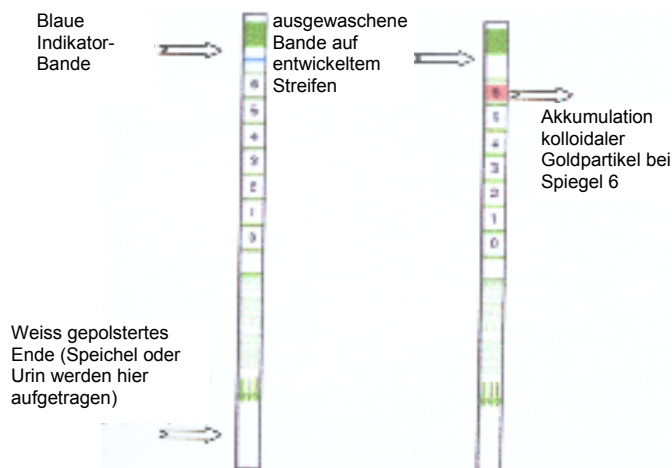 Blaue
Indikator-
Bande
ausgewaschene
Bande auf
entwickeltem
Streifen
6
5
4
3
2
1
6
5
4
3
2
1
0
Akkumulation
kolloidaler
Goldpartikel bei
Spiegel 6
Weiss gepolstertes
Ende (Speichel oder
Urin werden hier
aufgetragen)